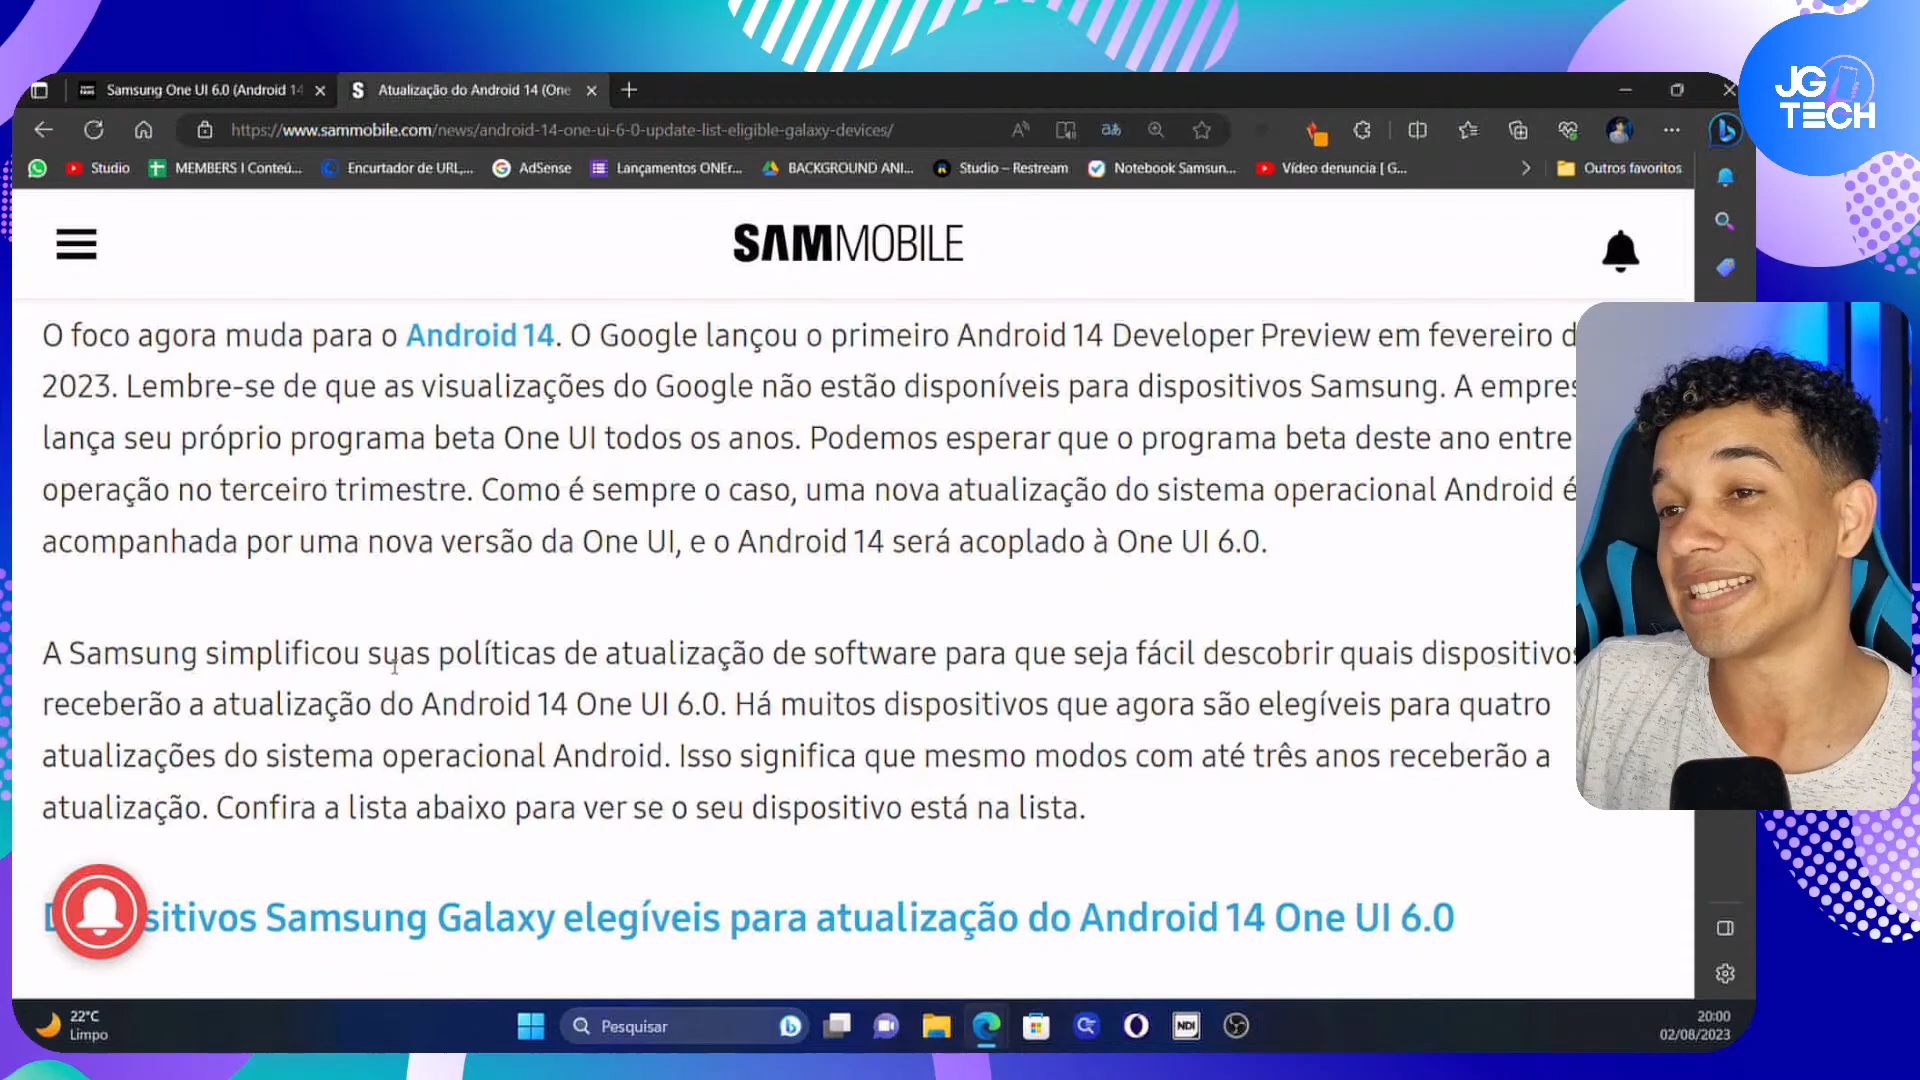 JG
TECH
Samsung One UI 6.0 (Android 14
Atualização do Android 14 (One
https://www.sammobile.com/news/android-14-one-ui-6-0-update-list-eligible-galaxy-devices/
Studio
MEMBERS I Conteú...
Encurtador de URL,...
AdSense
Lançamentos ONEr...
BACKGROUND ANI...
Studio – Restream
Notebook Samsun...
Vídeo denuncia [ G...
Outros favoritos
SAMMOBILE
O foco agora muda para o Android 14. O Google lançou o primeiro Android 14 Developer Preview em fevereiro d
2023. Lembre-se de que as visualizações do Google não estão disponíveis para dispositivos Samsung. A empres
lança seu próprio programa beta One UI todos os anos. Podemos esperar que o programa beta deste ano entre
operação no terceiro trimestre. Como é sempre o caso, uma nova atualização do sistema operacional Android é
acompanhada por uma nova versão da One UI, e o Android 14 será acoplado à One UI 6.0.
A Samsung simplificou suas políticas de atualização de software para que seja fácil descobrir quais dispositivos
receberão a atualização do Android 14 One UI 6.0. Há muitos dispositivos que agora são elegíveis para quatro
atualizações do sistema operacional Android. Isso significa que mesmo modos com até três anos receberão a
atualização. Confira a lista abaixo para ver se o seu dispositivo está na lista.
D sitivos Samsung Galaxy elegíveis para atualização do Android 14 One UI 6.0
22°C
Limpo
Pesquisar
NDI
20:00
02/08/2023